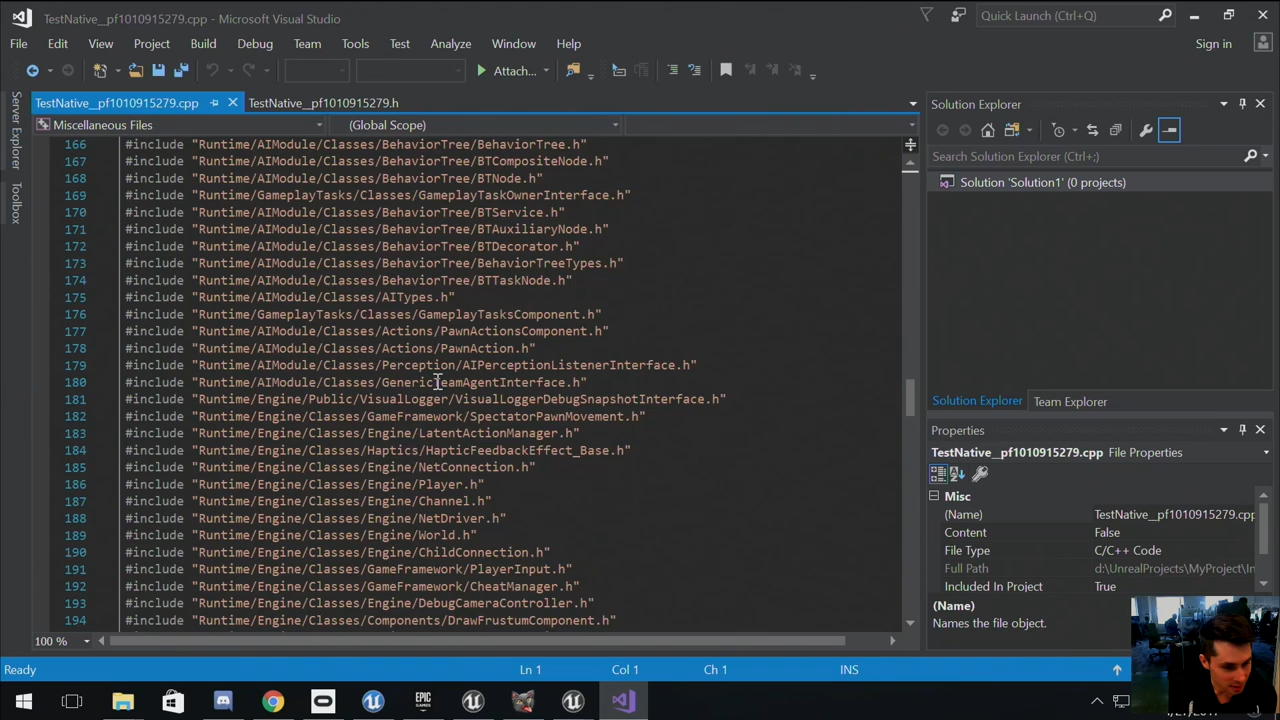 TestNative__pf1010915279.cpp - Microsoft Visual Studio
Quick Launch (Ctrl+Q)
File Edit View Project Build Debug Team Tools Test Analyze Window Help
Sign in
Attach...
Server Explorer
Toolbox
TestNative__pf1010915279.cpp
TestNative__pf1010915279.h
Miscellaneous Files
(Global Scope)
166 #include "Runtime/AIModule/Classes/BehaviorTree/BehaviorTree.h"
167 #include "Runtime/AIModule/Classes/BehaviorTree/BTCompositeNode.h"
168 #include "Runtime/AIModule/Classes/BehaviorTree/BTNode.h"
169 #include "Runtime/GameplayTasks/Classes/GameplayTaskOwnerInterface.h"
170 #include "Runtime/AIModule/Classes/BehaviorTree/BTService.h"
171 #include "Runtime/AIModule/Classes/BehaviorTree/BTAuxiliaryNode.h"
172 #include "Runtime/AIModule/Classes/BehaviorTree/BTDecorator.h"
173 #include "Runtime/AIModule/Classes/BehaviorTree/BehaviorTreeTypes.h"
174 #include "Runtime/AIModule/Classes/BehaviorTree/BTTaskNode.h"
175 #include "Runtime/AIModule/Classes/AITypes.h"
176 #include "Runtime/GameplayTasks/Classes/GameplayTasksComponent.h"
177 #include "Runtime/AIModule/Classes/Actions/PawnActionsComponent.h"
178 #include "Runtime/AIModule/Classes/Actions/PawnAction.h"
179 #include "Runtime/AIModule/Classes/Perception/AIPerceptionListenerInterface.h"
180 #include "Runtime/AIModule/Classes/GenericTeamAgentInterface.h"
181 #include "Runtime/Engine/Public/VisualLogger/VisualLoggerDebugSnapshotInterface.h"
182 #include "Runtime/Engine/Classes/GameFramework/SpectatorPawnMovement.h"
183 #include "Runtime/Engine/Classes/Engine/LatentActionManager.h"
184 #include "Runtime/Engine/Classes/Haptics/HapticFeedbackEffect_Base.h"
185 #include "Runtime/Engine/Classes/Engine/NetConnection.h"
186 #include "Runtime/Engine/Classes/Engine/Player.h"
187 #include "Runtime/Engine/Classes/Engine/Channel.h"
188 #include "Runtime/Engine/Classes/Engine/NetDriver.h"
189 #include "Runtime/Engine/Classes/Engine/World.h"
190 #include "Runtime/Engine/Classes/Engine/ChildConnection.h"
191 #include "Runtime/Engine/Classes/GameFramework/PlayerInput.h"
192 #include "Runtime/Engine/Classes/GameFramework/CheatManager.h"
193 #include "Runtime/Engine/Classes/Engine/DebugCameraController.h"
194 #include "Runtime/Engine/Classes/Components/DrawFrustumComponent.h"
100 %
Solution Explorer
Search Solution Explorer (Ctrl+;)
Solution 'Solution1' (0 projects)
Solution Explorer Team Explorer
Properties
TestNative__pf1010915279.cpp File Properties
Misc
(Name) TestNative__pf1010915279.cpp
Content False
File Type C/C++ Code
Full Path d:\UnrealProjects\MyProject\In
Included In Project True
(Name)
Names the file object.
Ready Ln 1 Col 1 Ch 1 INS
EPIC GAMES